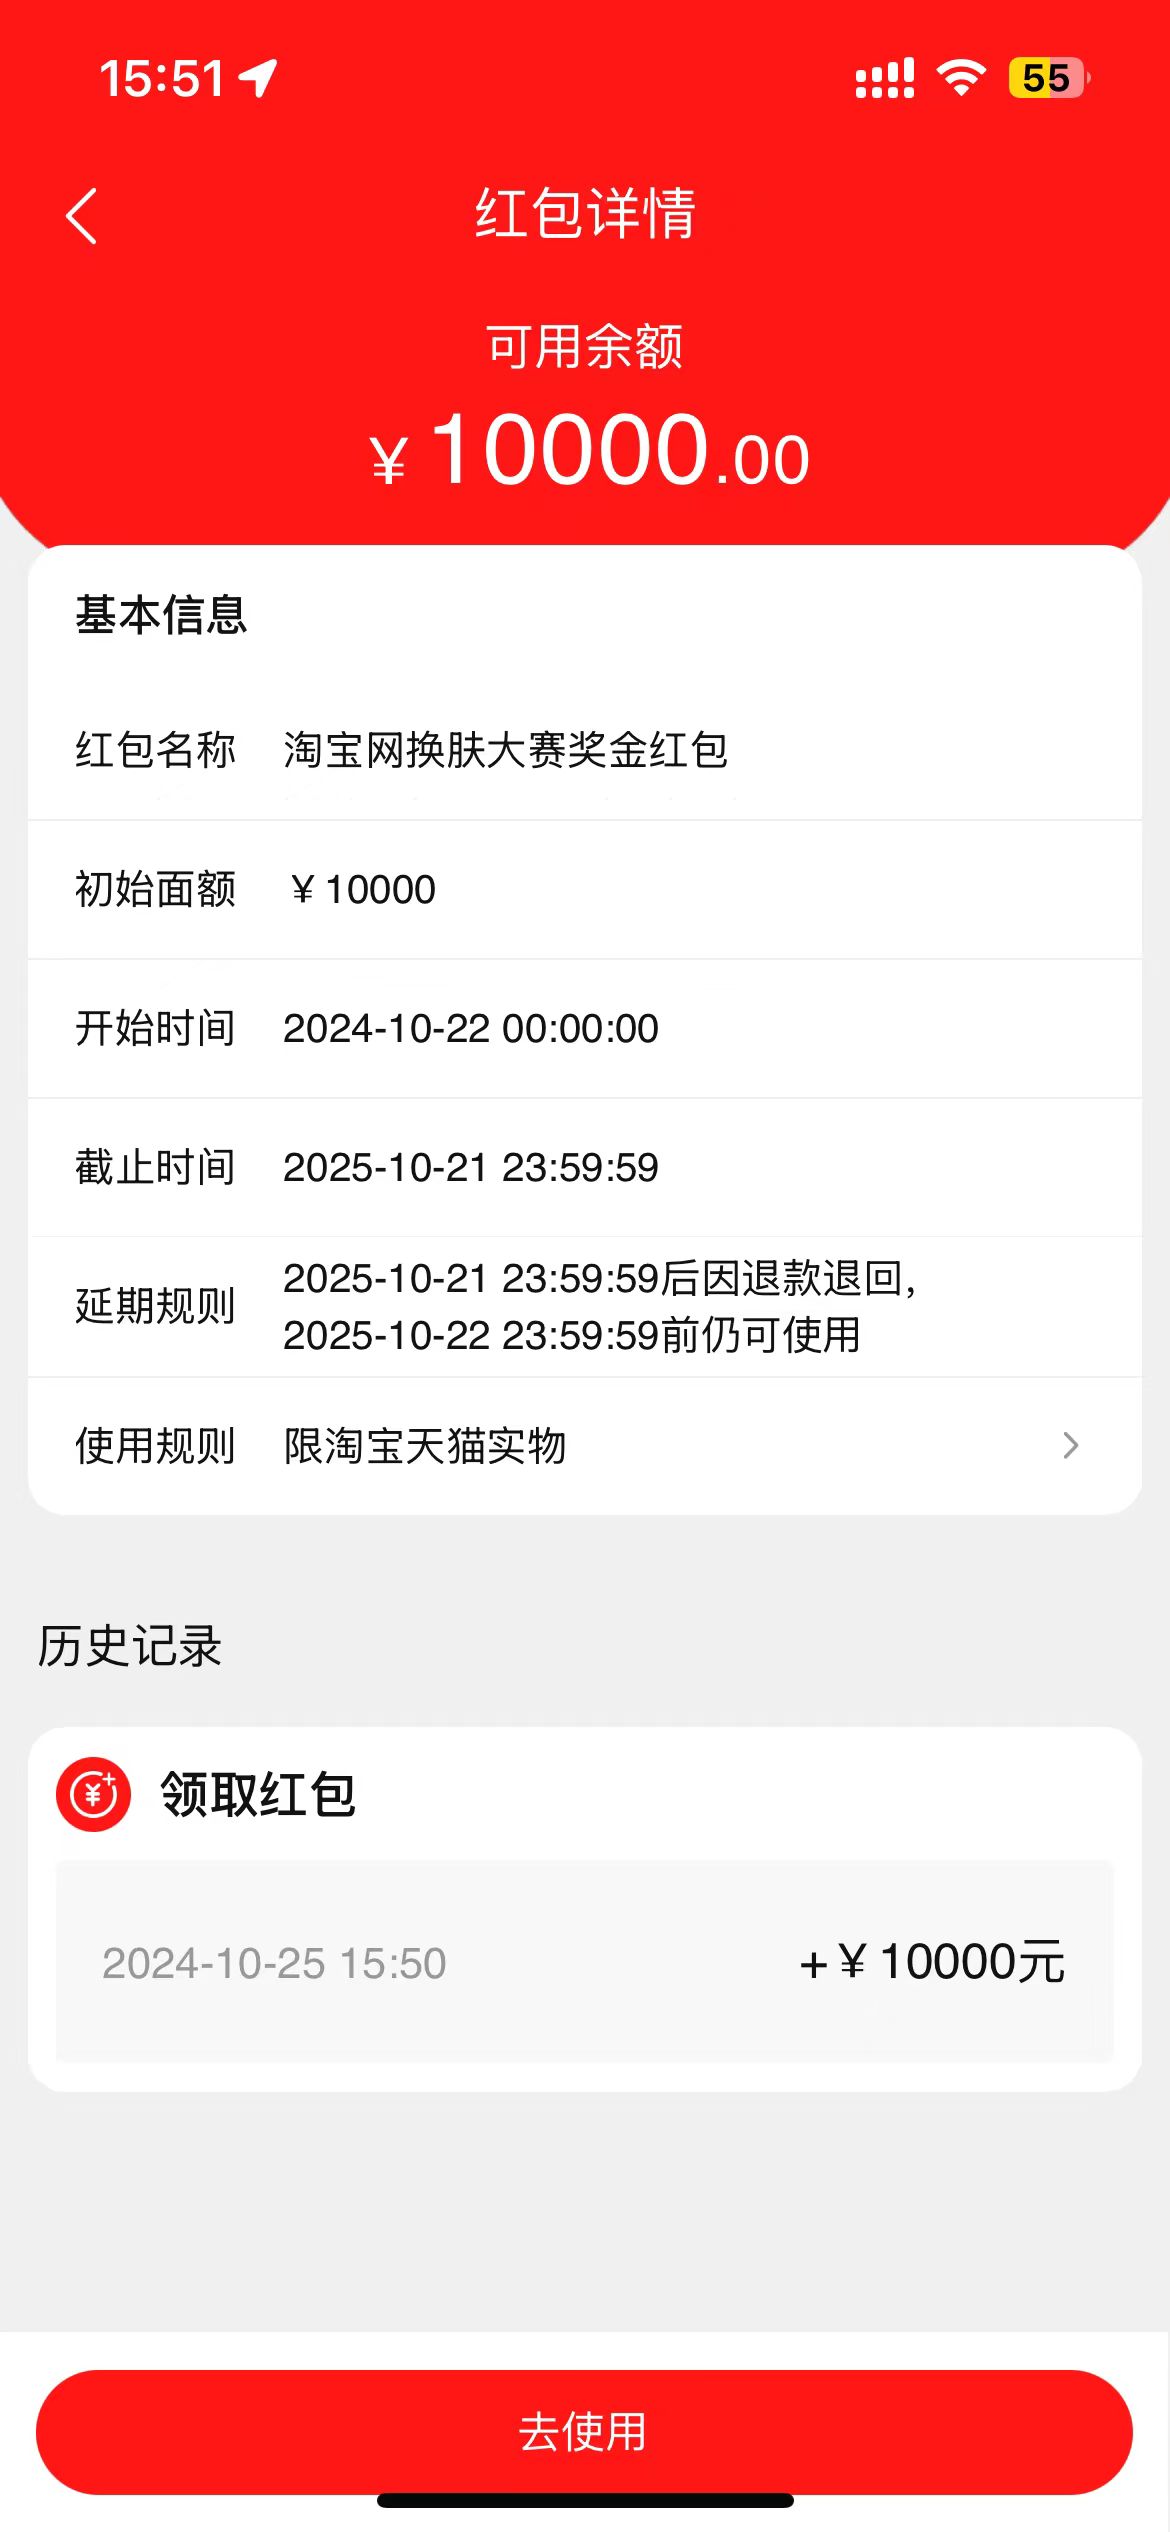 15:51
55
红包详情
可用余额
¥10000.00
基本信息
红包名称 淘宝网换肤大赛奖金红包
初始面额 ¥10000
开始时间 2024-10-22 00:00:00
截止时间 2025-10-21 23:59:59
延期规则 2025-10-21 23:59:59后因退款退回，
2025-10-22 23:59:59前仍可使用
使用规则 限淘宝天猫实物
历史记录
领取红包
2024-10-25 15:50 +¥10000元
去使用